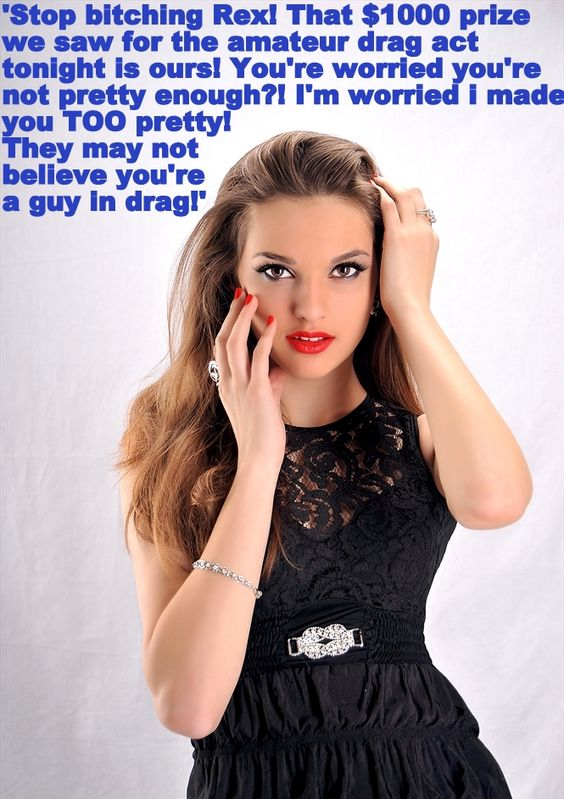 'Stop bitching Rex! That $1000 prize
we saw for the amateur drag act
tonight is ours! You're worried you're
not pretty enough?! I'm worried i made
you TOO pretty!
They may not
believe you're
a guy in drag!'